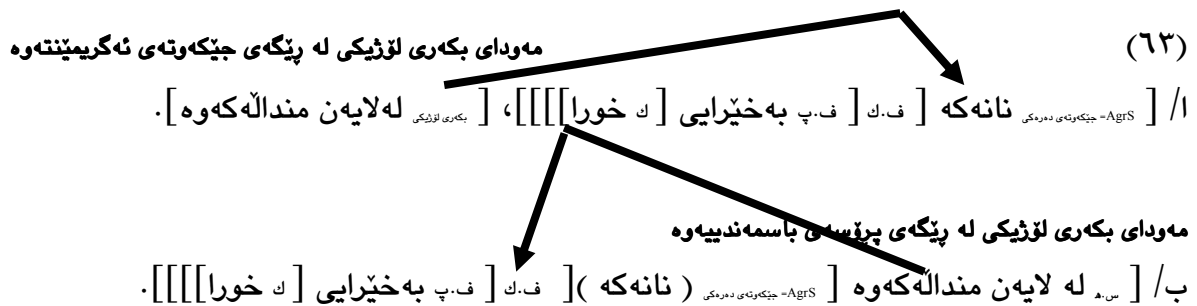 (٦٣)
مەودای بکەری لۆژیکی لە ڕێگەی جێکەوتەی ئەگریمێنتەوە
ا/ [ AgrS-جێکەوتەی دەرەکی نانەکە [ ف.ك [ ف.پ بەخێرایی [ ك خورا]]]]، [ بکەری لۆژیکی لەلایەن منداڵەکەوە].
مەودای بکەری لۆژیکی لە ڕێگەی پرۆسەی باسمەندییەوە
ب/ [ س.ە لە لایەن منداڵەکەوە [ AgrS-جێکەوتەی دەرەکی ( نانەکە )[ ف.ك [ ف.پ بەخێرایی [ ك خورا]]]].